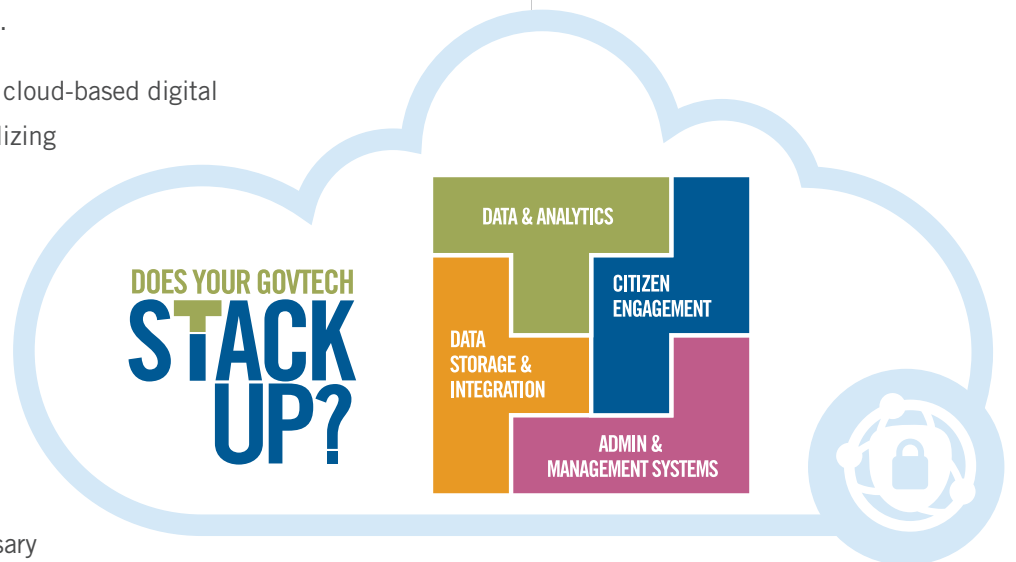 .
cloud-based digital
lizing
DOES YOUR GOVTECH
STACK
UP?
DATA & ANALYTICS
CITIZEN
ENGAGEMENT
DATA
STORAGE &
INTEGRATION
ADMIN &
MANAGEMENT SYSTEMS
sary